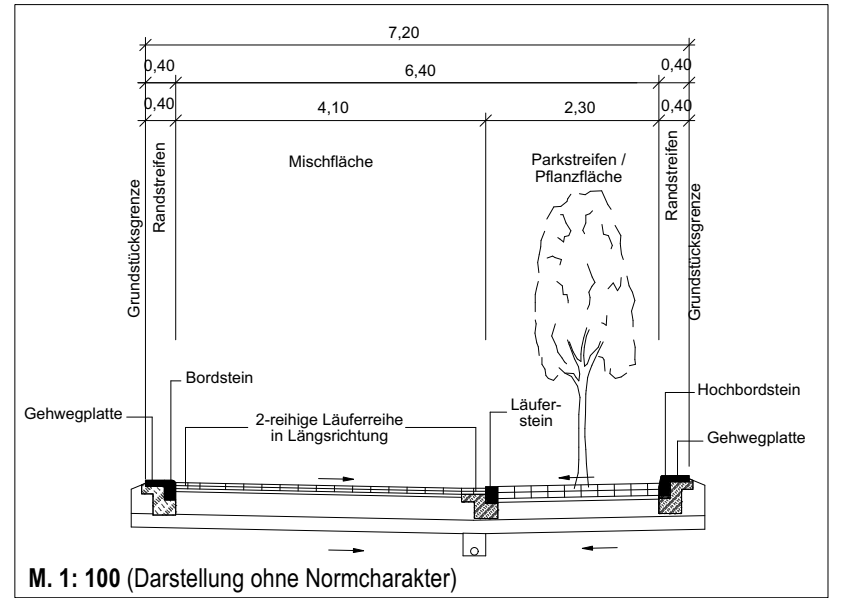 7,20
0,40 6,40 0,40
0,40 4,10 2,30 0,40
Grundstücksgrenze
Randstreifen
Mischfläche
Parkstreifen /
Pflanzfläche
Randstreifen
Grundstücksgrenze
Bordstein
Gehwegplatte
2-reihige Läuferreihe
in Längsrichtung
Läufer-
stein
Hochbordstein
Gehwegplatte
M. 1: 100 (Darstellung ohne Normcharakter)